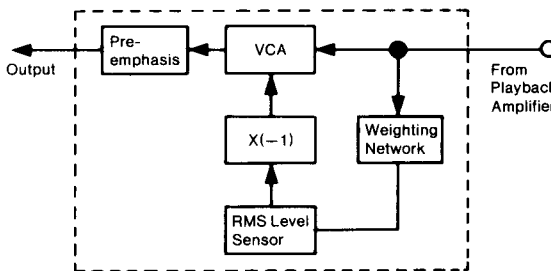 Pre-
emphasis
VCA
Output
From
Playback
Amplifier
X(−1)
Weighting
Network
RMS Level
Sensor